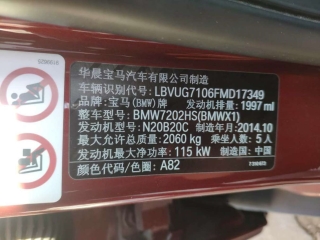 华晨宝马汽车有限公司制造
车辆识别代号: LBVUG7106FMD17349
品牌: 宝马(BMW)牌 发动机排量: 1997 ml
整车型号: BMW7202HS(BMWX1)
发动机型号: N20B20C 制造年月: 2014.10
最大允许总质量: 2060 kg 乘坐人数: 5 人
发动机最大净功率: 115 kW 制造国: 中国
颜色代码/色圈: A82